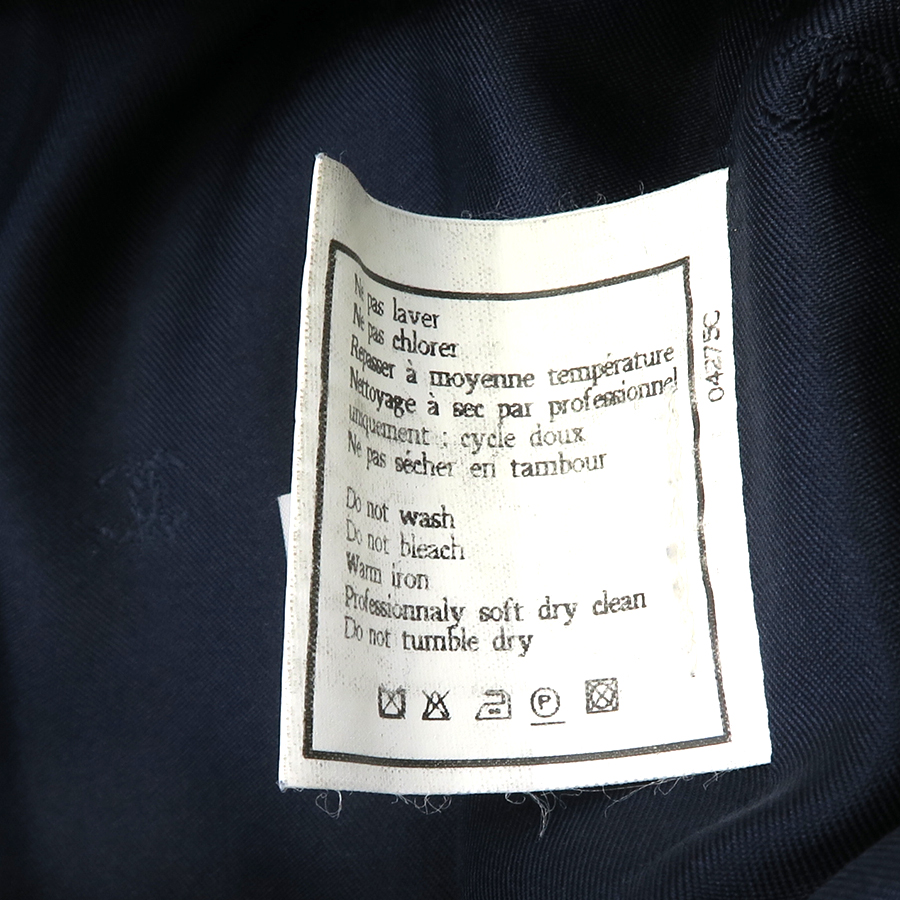 Ne pas laver
Ne pas chlorer
Repasser à moyenne température
Nettoyage à sec par professionnel
uniquement : cycle doux
Ne pas sécher en tambour
Do not wash
Do not bleach
Warm iron
Professionnaly soft dry clean
Do not tumble dry
P
04275C